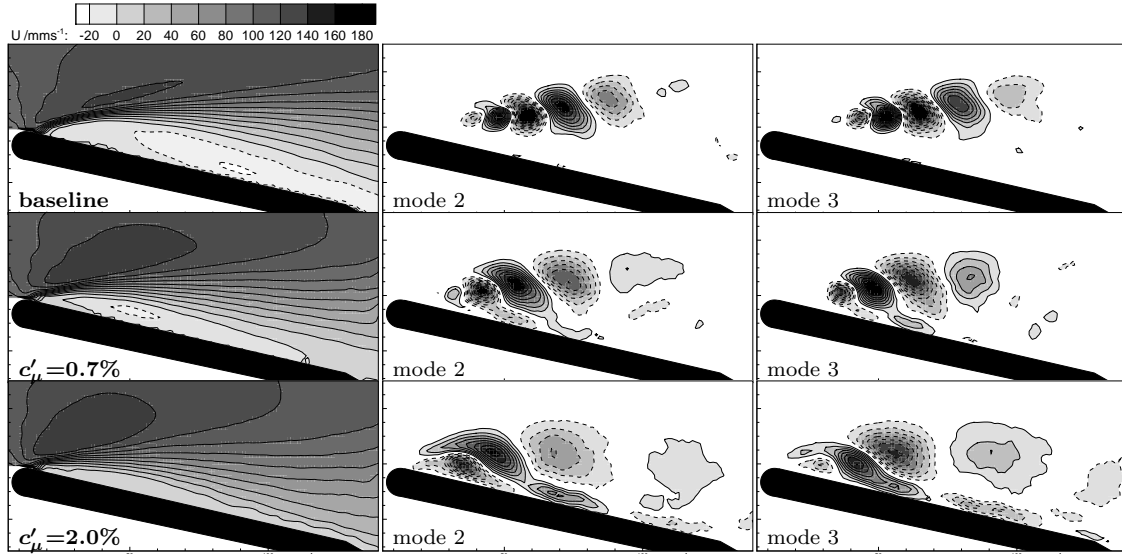 U /mms⁻¹: -20 0 20 40 60 80 100 120 140 160 180
baseline mode 2 mode 3
c′μ=0.7% mode 2 mode 3
c′μ=2.0% mode 2 mode 3